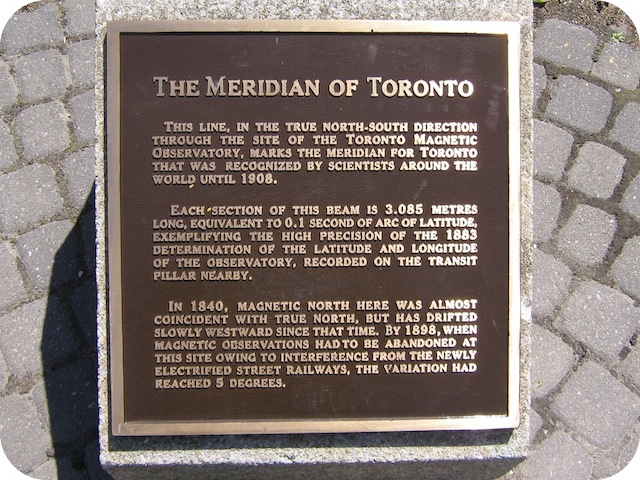 THE MERIDIAN OF TORONTO
THIS LINE, IN THE TRUE NORTH-SOUTH DIRECTION
THROUGH THE SITE OF THE TORONTO MAGNETIC
OBSERVATORY, MARKS THE MERIDIAN FOR TORONTO
THAT WAS RECOGNIZED BY SCIENTISTS AROUND THE
WORLD UNTIL 1908.
EACH SECTION OF THIS BEAM IS 3.085 METRES
LONG, EQUIVALENT TO 0.1 SECOND OF ARC OF LATITUDE,
EXEMPLIFYING THE HIGH PRECISION OF THE 1883
DETERMINATION OF THE LATITUDE AND LONGITUDE
OF THE OBSERVATORY, RECORDED ON THE TRANSIT
PILLAR NEARBY.
IN 1840, MAGNETIC NORTH HERE WAS ALMOST
COINCIDENT WITH TRUE NORTH, BUT HAS DRIFTED
SLOWLY WESTWARD SINCE THAT TIME. BY 1898, WHEN
MAGNETIC OBSERVATIONS HAD TO BE ABANDONED AT
THIS SITE OWING TO INTERFERENCE FROM THE NEWLY
ELECTRIFIED STREET RAILWAYS, THE VARIATION HAD
REACHED 5 DEGREES.